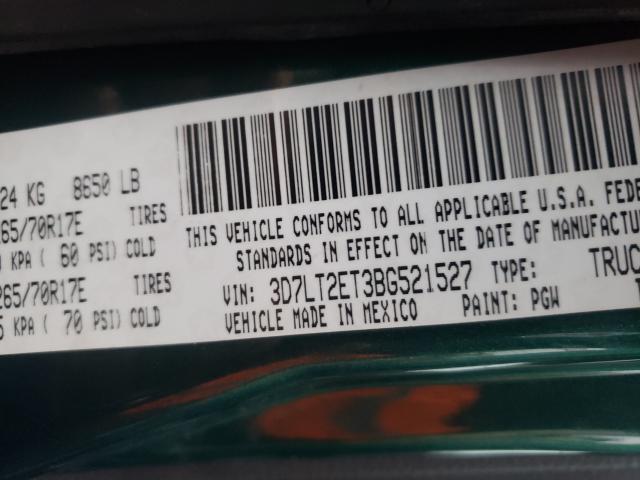 24 KG 8650 LB
265/70R17E TIRES
KPA ( 60 PSI) COLD
265/70R17E TIRES
5 KPA ( 70 PSI) COLD
THIS VEHICLE CONFORMS TO ALL APPLICABLE U.S.A. FEDE
STANDARDS IN EFFECT ON THE DATE OF MANUFACTUR
VIN: 3D7LT2ET3BG521527 TYPE: TRUC
VEHICLE MADE IN MEXICO PAINT: PGW